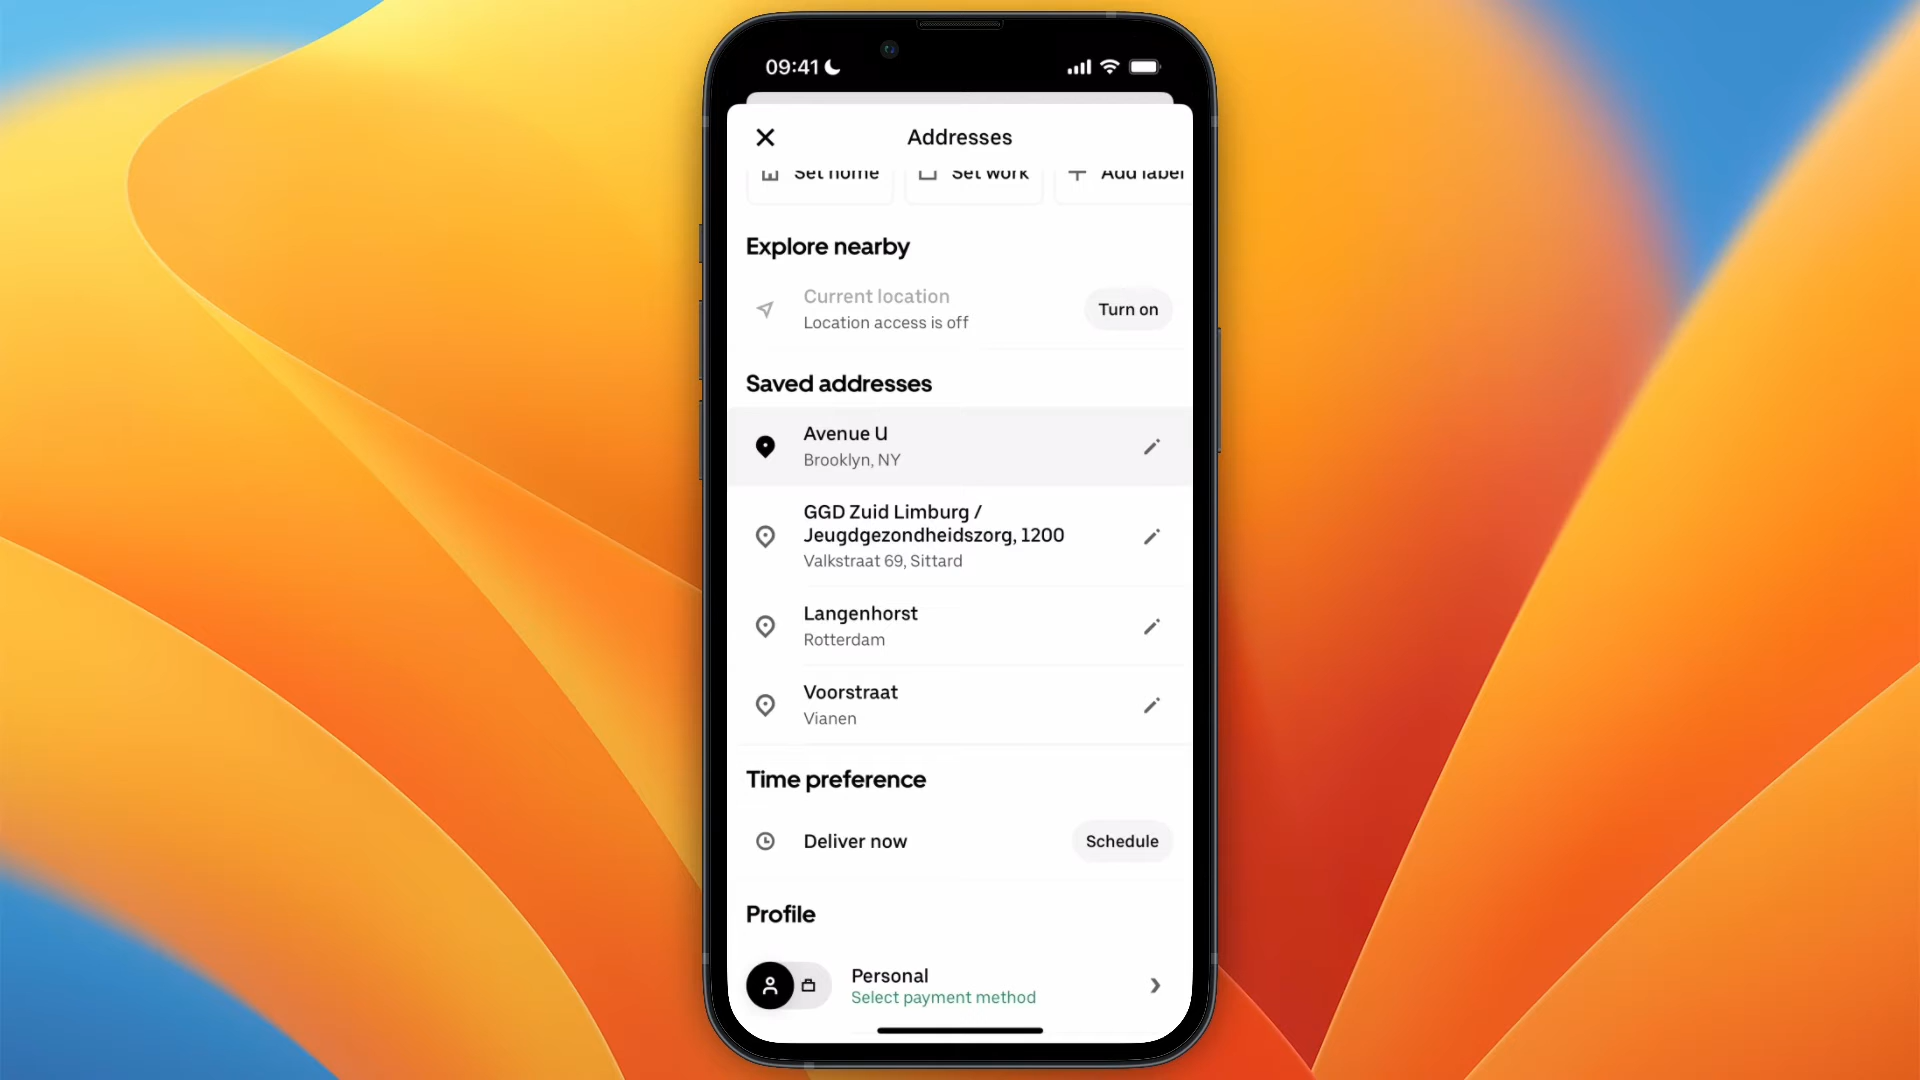 09:41
Addresses
Set home
Set work
Add label
Explore nearby
Current location
Location access is off
Turn on
Saved addresses
Avenue U
Brooklyn, NY
GGD Zuid Limburg /
Jeugdgezondheidszorg, 1200
Valkstraat 69, Sittard
Langenhorst
Rotterdam
Voorstraat
Vianen
Time preference
Deliver now
Schedule
Profile
Personal
Select payment method